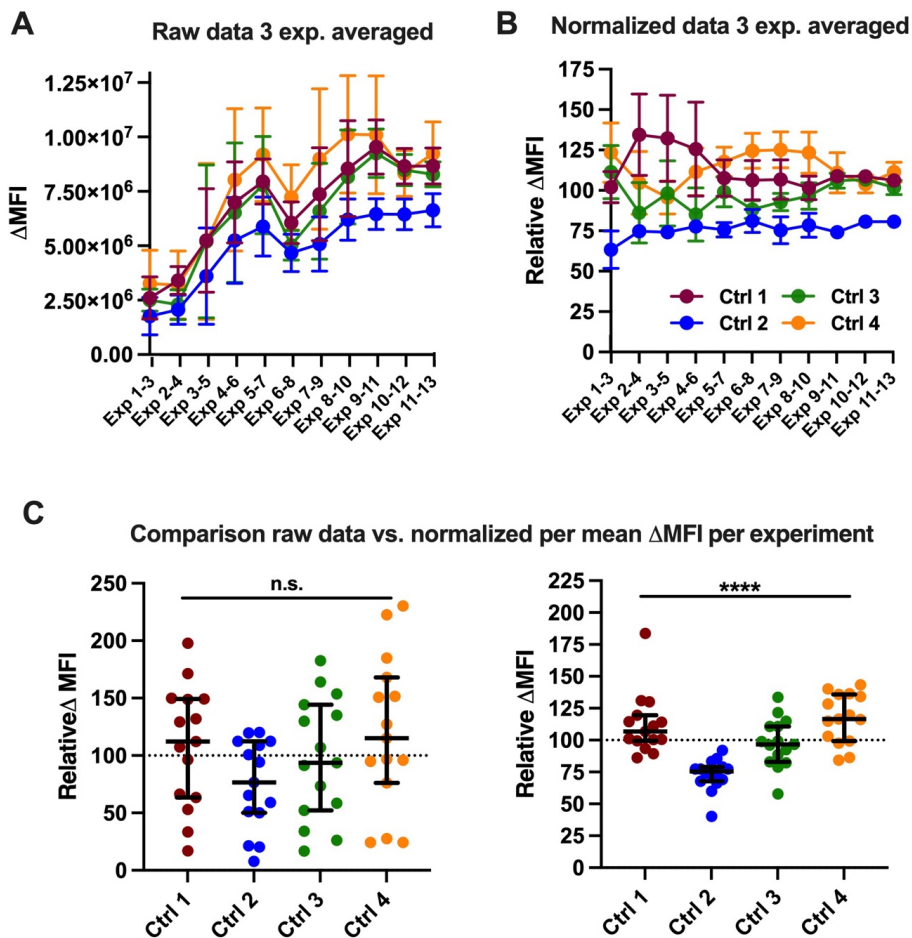 A
Raw data 3 exp. averaged
1.25×10⁷
1.00×10⁷
7.50×10⁶
5.00×10⁶
2.50×10⁶
0.00
ΔMFI
Exp 1-3
Exp 2-4
Exp 3-5
Exp 4-6
Exp 5-7
Exp 6-8
Exp 7-9
Exp 8-10
Exp 9-11
Exp 10-12
Exp 11-13
B
Normalized data 3 exp. averaged
175
150
125
100
75
50
25
0
Relative ΔMFI
Ctrl 1
Ctrl 3
Ctrl 2
Ctrl 4
Exp 1-3
Exp 2-4
Exp 3-5
Exp 4-6
Exp 5-7
Exp 6-8
Exp 7-9
Exp 8-10
Exp 9-11
Exp 10-12
Exp 11-13
C
Comparison raw data vs. normalized per mean ΔMFI per experiment
250
200
150
100
50
0
RelativeΔ MFI
n.s.
Ctrl 1
Ctrl 2
Ctrl 3
Ctrl 4
225
200
175
150
125
100
75
50
25
0
Relative ΔMFI
****
Ctrl 1
Ctrl 2
Ctrl 3
Ctrl 4